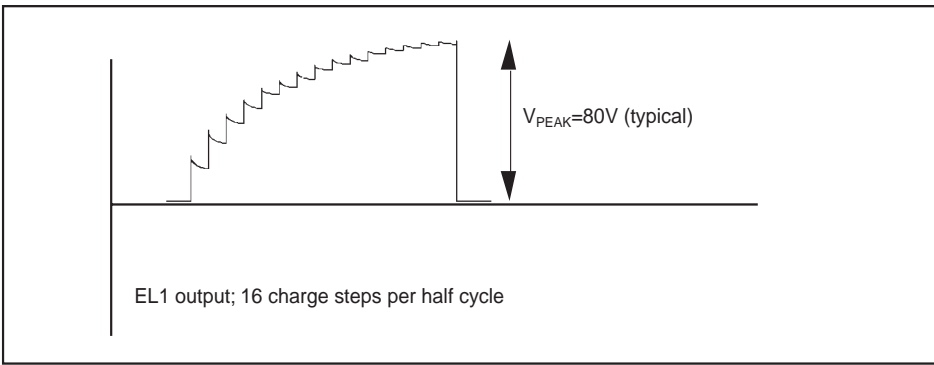 V_PEAK=80V (typical)
EL1 output; 16 charge steps per half cycle